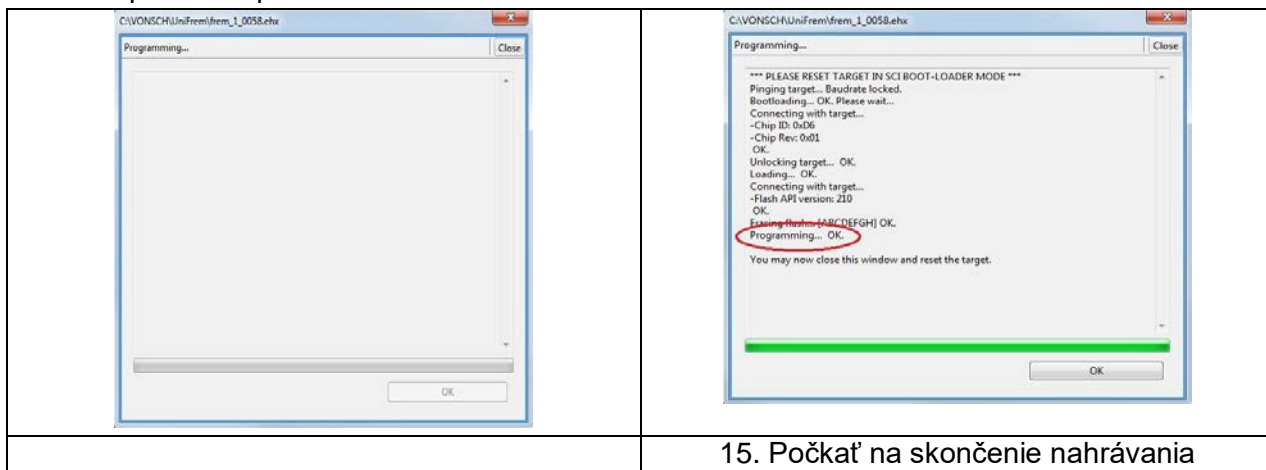 C:\VONSCH\UniFrem\frem_1_0058.ehx
Programming...
Close
OK
C:\VONSCH\UniFrem\frem_1_0058.ehx
Programming...
Close
*** PLEASE RESET TARGET IN SCI BOOT-LOADER MODE ***
Pinging target... Baudrate locked.
Bootloading... OK. Please wait...
Connecting with target...
-Chip ID: 0xD6
-Chip Rev: 0x01
OK.
Unlocking target... OK.
Loading... OK.
Connecting with target...
-Flash API version: 210
OK.
Erasing flash... [ABCDEFGH] OK.
Programming... OK.
You may now close this window and reset the target.
OK
15. Počkať na skončenie nahrávania